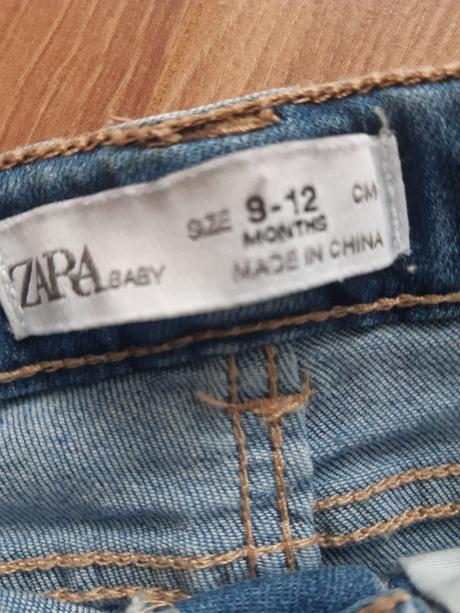 ZARA BABY
SIZE 9-12 CM
MONTHS
MADE IN CHINA